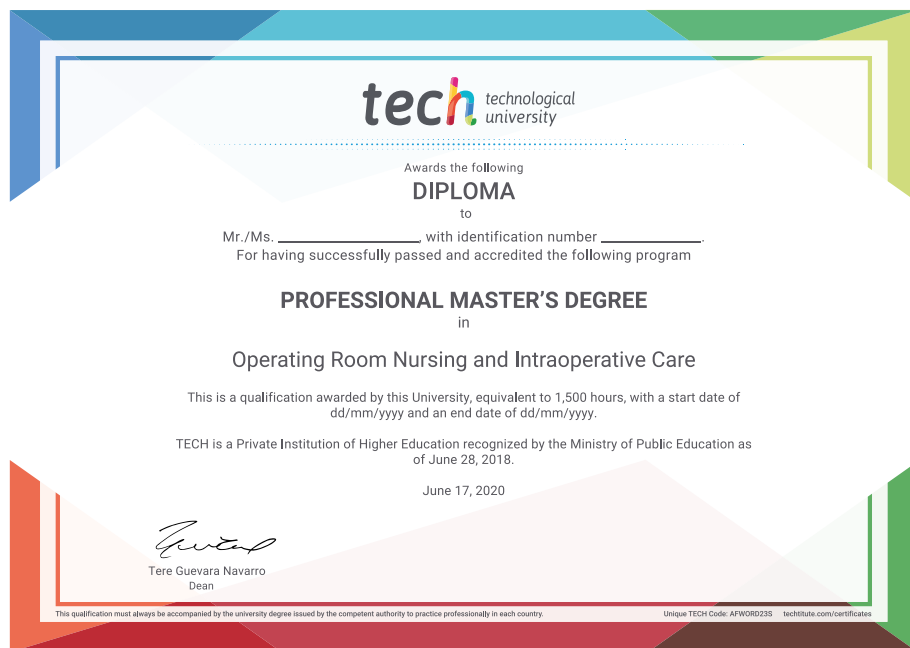 tech technological
university
Awards the following
DIPLOMA
to
Mr./Ms. ____________________, with identification number ______________.
For having successfully passed and accredited the following program
PROFESSIONAL MASTER'S DEGREE
in
Operating Room Nursing and Intraoperative Care
This is a qualification awarded by this University, equivalent to 1,500 hours, with a start date of
dd/mm/yyyy and an end date of dd/mm/yyyy.
TECH is a Private Institution of Higher Education recognized by the Ministry of Public Education as
of June 28, 2018.
June 17, 2020
Tere Guevara Navarro
Dean
This qualification must always be accompanied by the university degree issued by the competent authority to practice professionally in each country.
Unique TECH Code: AFWORD23S techtitute.com/certificates